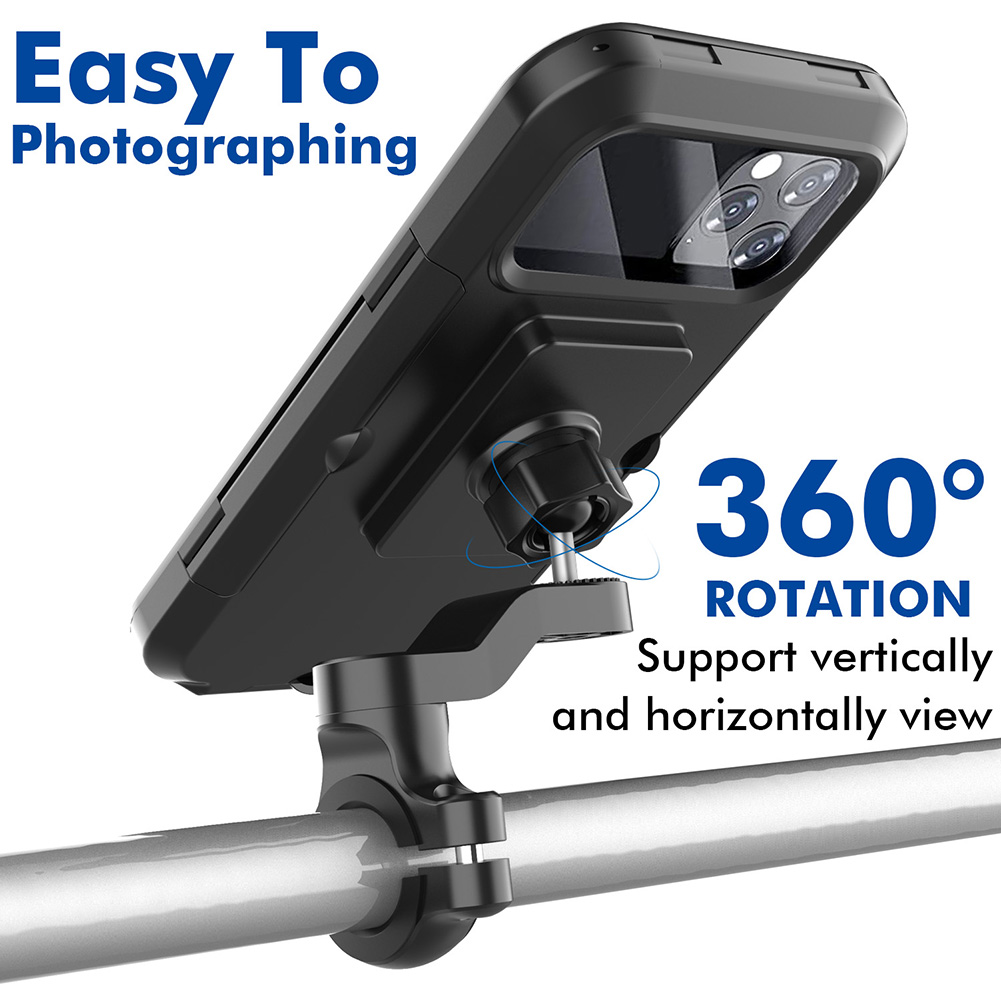 Easy To
Photographing
360°
ROTATION
Support vertically
and horizontally view